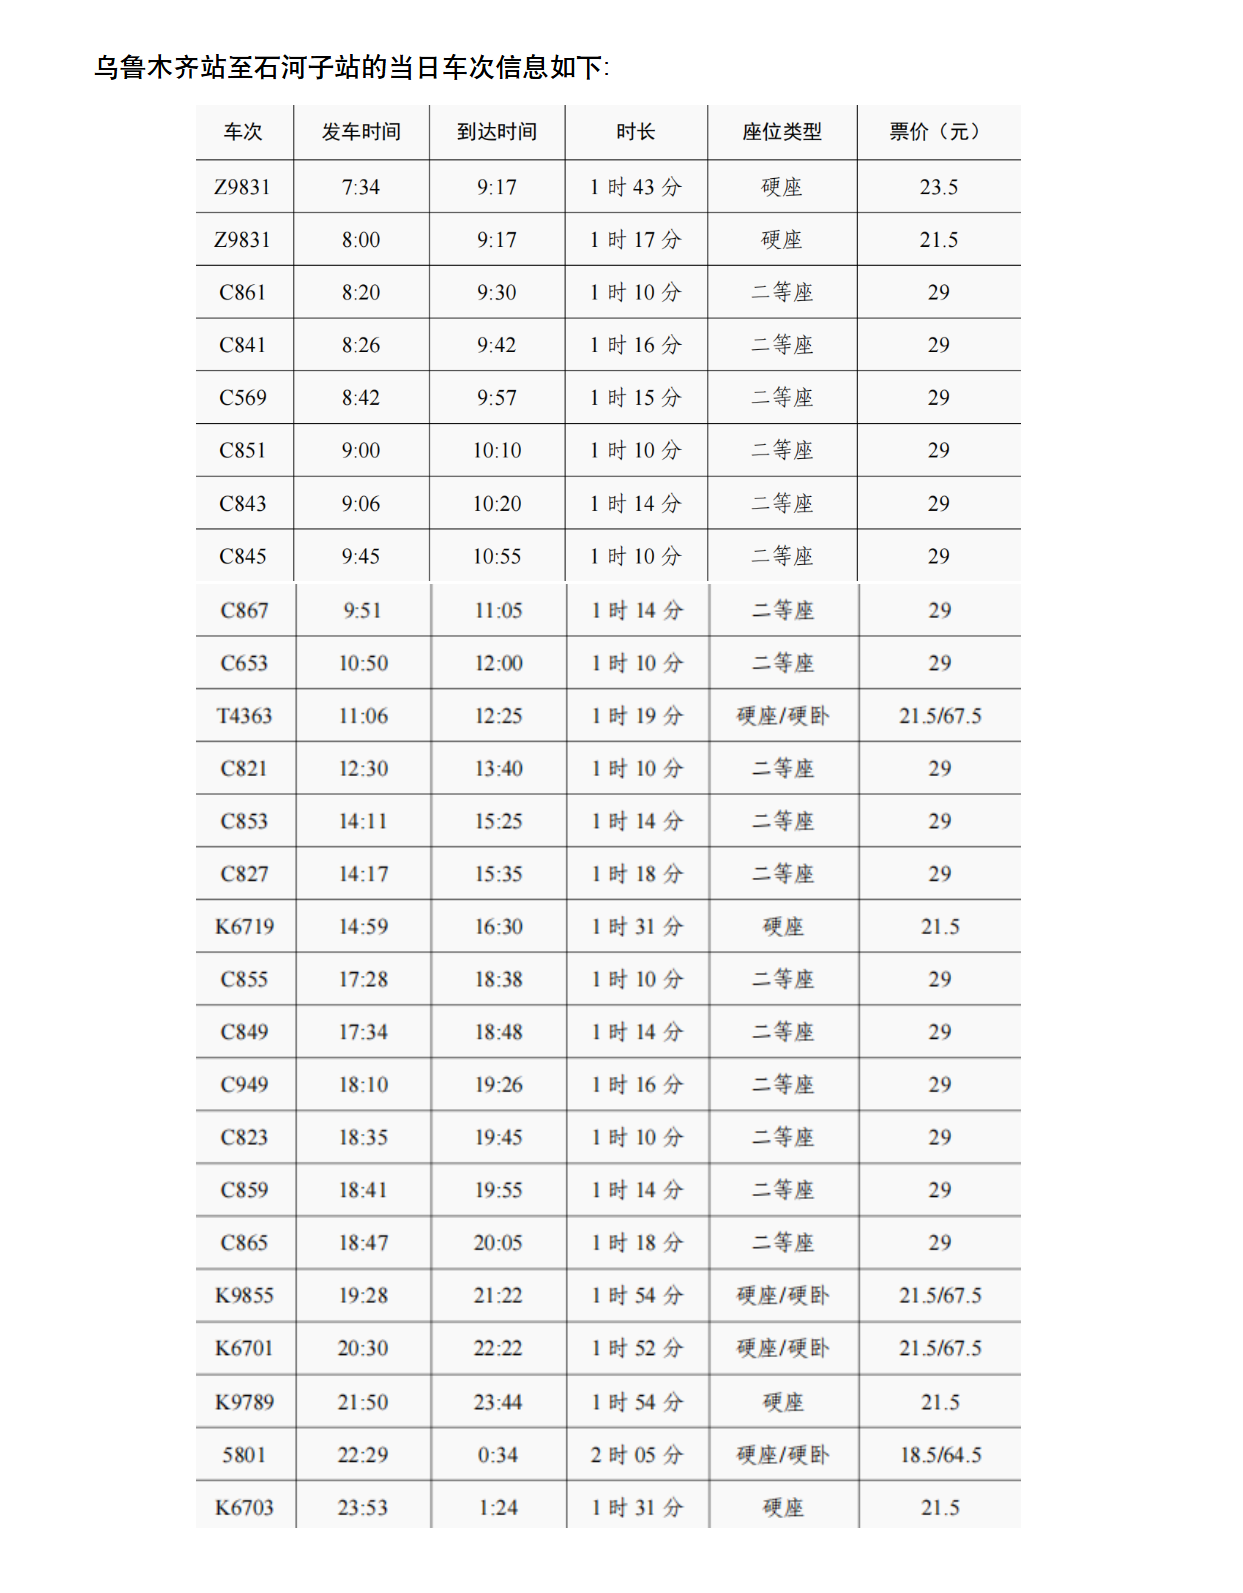 乌鲁木齐站至石河子站的当日车次信息如下:
车次 发车时间 到达时间 时长 座位类型 票价（元）
Z9831 7:34 9:17 1 时 43 分 硬座 23.5
Z9831 8:00 9:17 1 时 17 分 硬座 21.5
C861 8:20 9:30 1 时 10 分 二等座 29
C841 8:26 9:42 1 时 16 分 二等座 29
C569 8:42 9:57 1 时 15 分 二等座 29
C851 9:00 10:10 1 时 10 分 二等座 29
C843 9:06 10:20 1 时 14 分 二等座 29
C845 9:45 10:55 1 时 10 分 二等座 29
C867 9:51 11:05 1 时 14 分 二等座 29
C653 10:50 12:00 1 时 10 分 二等座 29
T4363 11:06 12:25 1 时 19 分 硬座/硬卧 21.5/67.5
C821 12:30 13:40 1 时 10 分 二等座 29
C853 14:11 15:25 1 时 14 分 二等座 29
C827 14:17 15:35 1 时 18 分 二等座 29
K6719 14:59 16:30 1 时 31 分 硬座 21.5
C855 17:28 18:38 1 时 10 分 二等座 29
C849 17:34 18:48 1 时 14 分 二等座 29
C949 18:10 19:26 1 时 16 分 二等座 29
C823 18:35 19:45 1 时 10 分 二等座 29
C859 18:41 19:55 1 时 14 分 二等座 29
C865 18:47 20:05 1 时 18 分 二等座 29
K9855 19:28 21:22 1 时 54 分 硬座/硬卧 21.5/67.5
K6701 20:30 22:22 1 时 52 分 硬座/硬卧 21.5/67.5
K9789 21:50 23:44 1 时 54 分 硬座 21.5
5801 22:29 0:34 2 时 05 分 硬座/硬卧 18.5/64.5
K6703 23:53 1:24 1 时 31 分 硬座 21.5